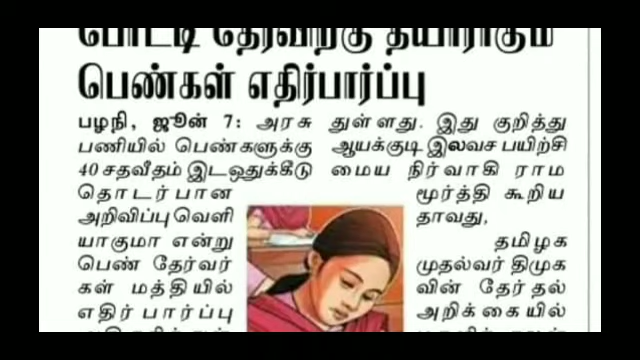 போட்டி தேர்விற்கு தயாராகும்
பெண்கள் எதிர்பார்ப்பு
பழநி, ஜூன் 7: அரசு
பணியில் பெண்களுக்கு
40 சதவீதம் இடஒதுக்கீடு
தொடர்பான
அறிவிப்பு வெளி
யாகுமா என்று
பெண் தேர்வர்
கள் மத்தியில்
எதிர்பார்ப்பு
துள்ளது. இது குறித்து
ஆயக்குடி இலவச பயிற்சி
மைய நிர்வாகி ராம
மூர்த்தி கூறிய
தாவது,
தமிழக
முதல்வர் திமுக
வின் தேர்தல்
அறிக்கையில்